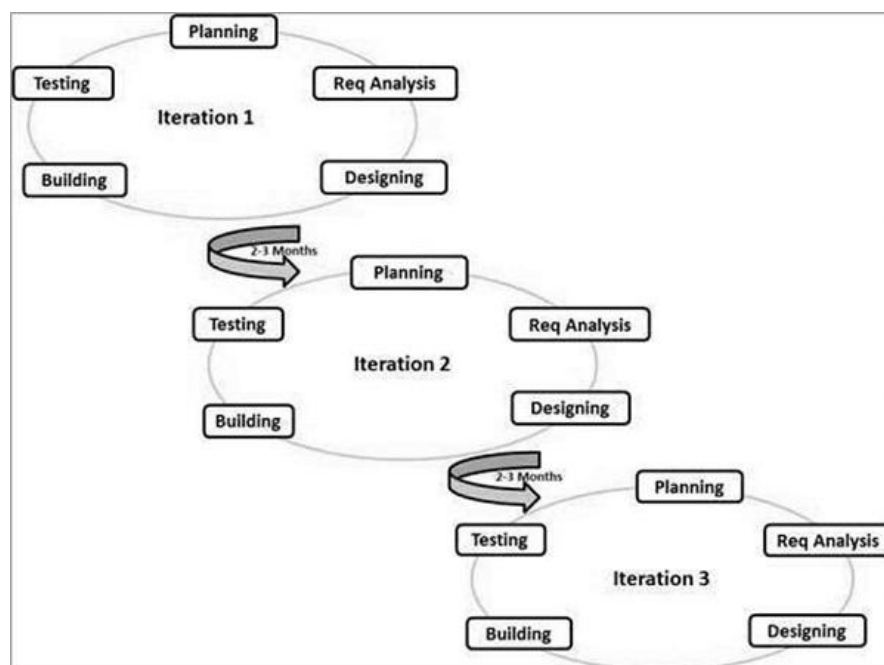 Planning
Testing
Req Analysis
Iteration 1
Building
Designing
2-3 Months
Planning
Testing
Req Analysis
Iteration 2
Building
Designing
2-3 Months
Planning
Testing
Req Analysis
Iteration 3
Building
Designing